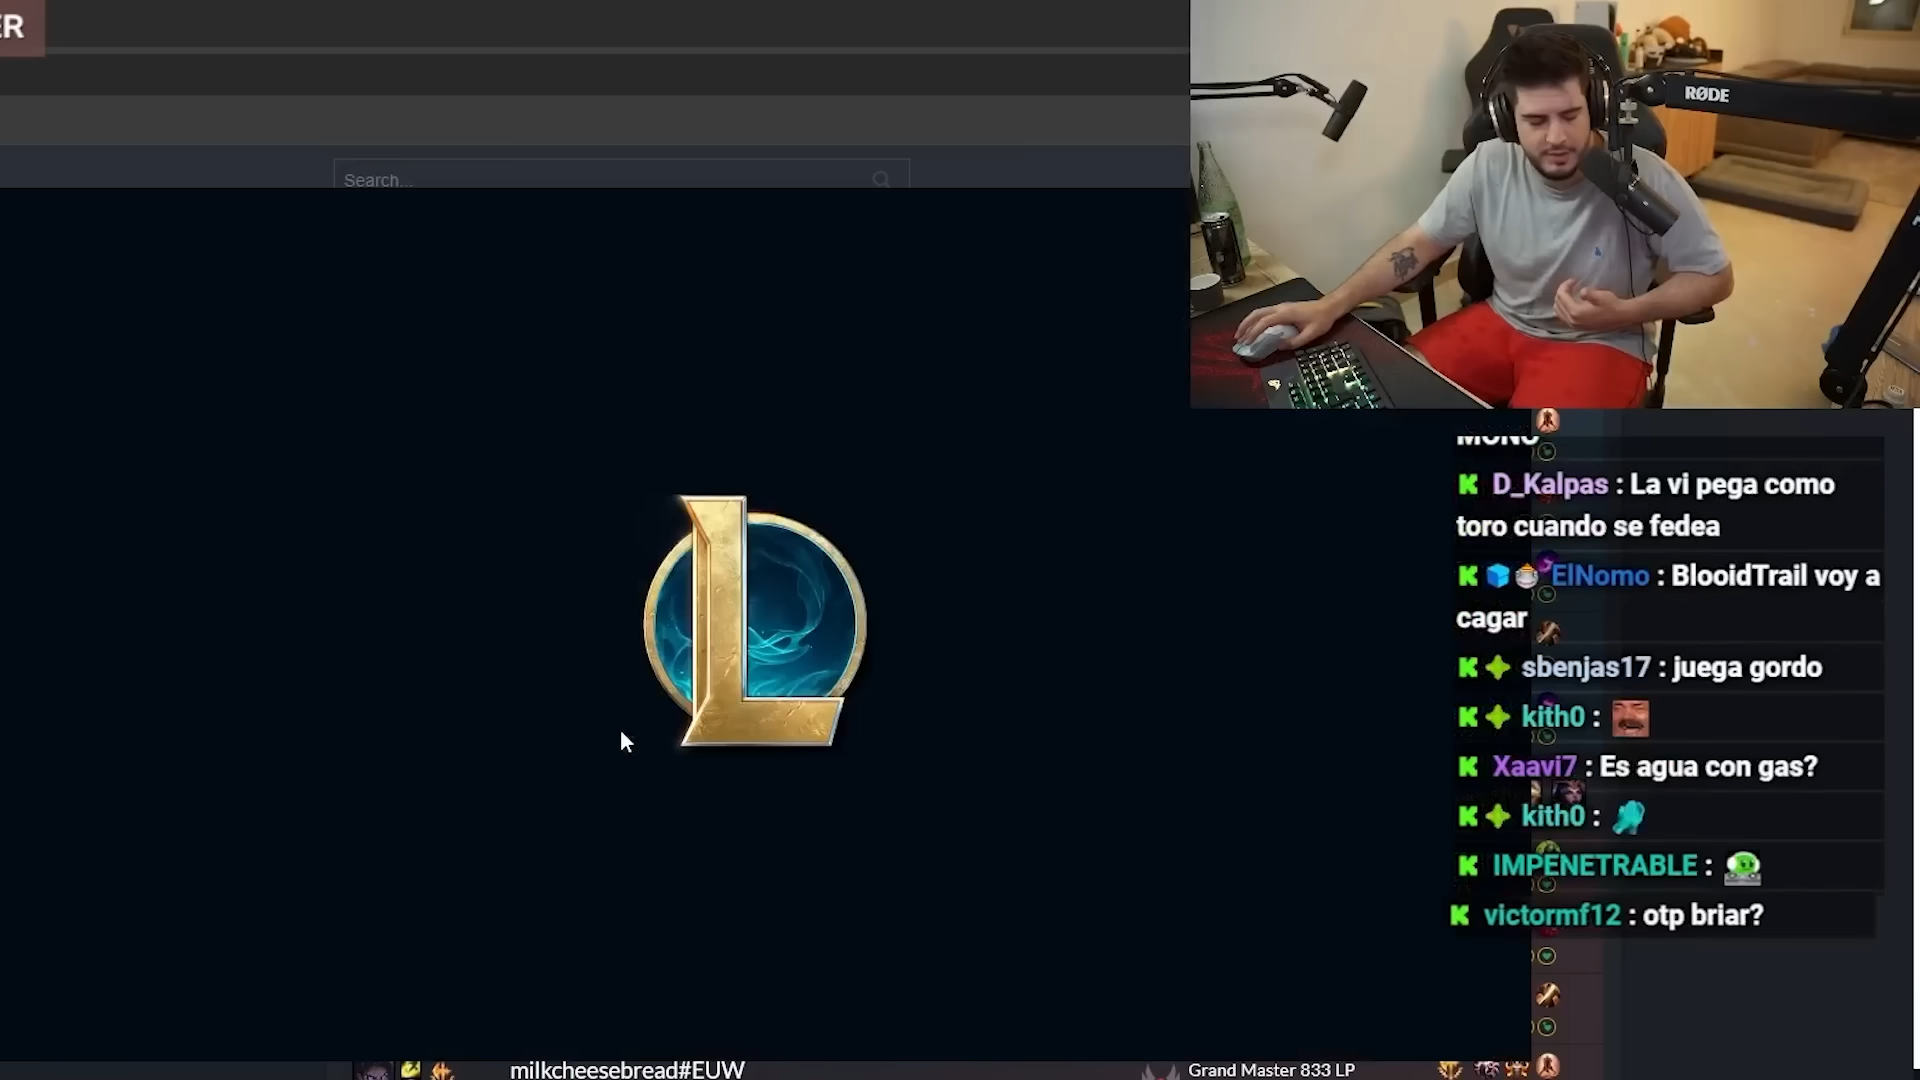 ER
Search...
RØDE
MONO
D_Kalpas : La vi pega como
toro cuando se fedea
ElNomo : BlooidTrail voy a
cagar
sbenjas17 : juega gordo
kith0 :
Xaavi7 : Es agua con gas?
kith0 :
IMPENETRABLE :
victormf12 : otp briar?
milkcheesebread#EUW
Grand Master 833 LP